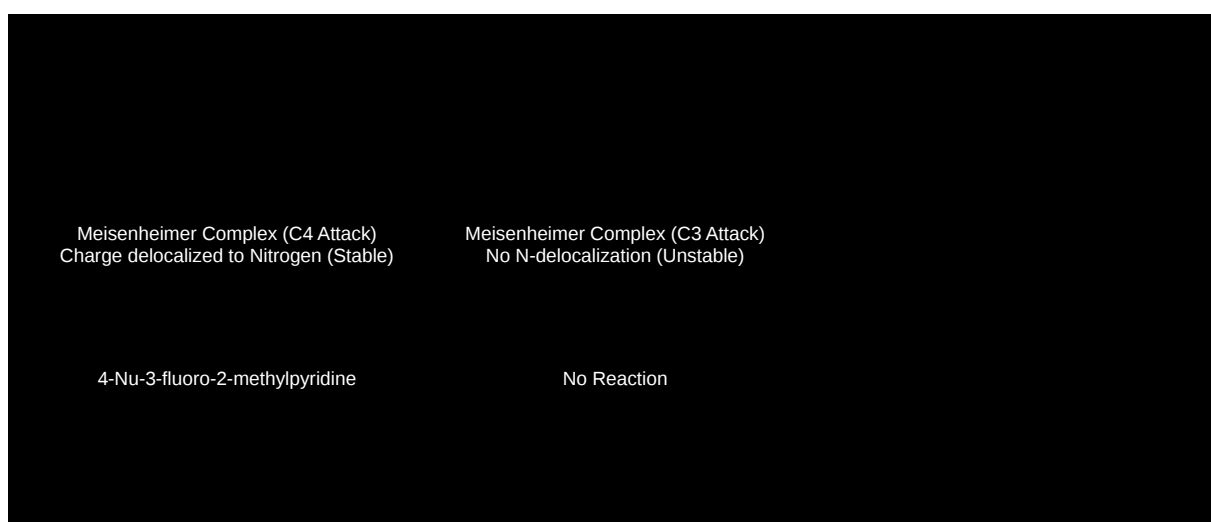 Meisenheimer Complex (C4 Attack)
Charge delocalized to Nitrogen (Stable)
Meisenheimer Complex (C3 Attack)
No N-delocalization (Unstable)
4-Nu-3-fluoro-2-methylpyridine
No Reaction